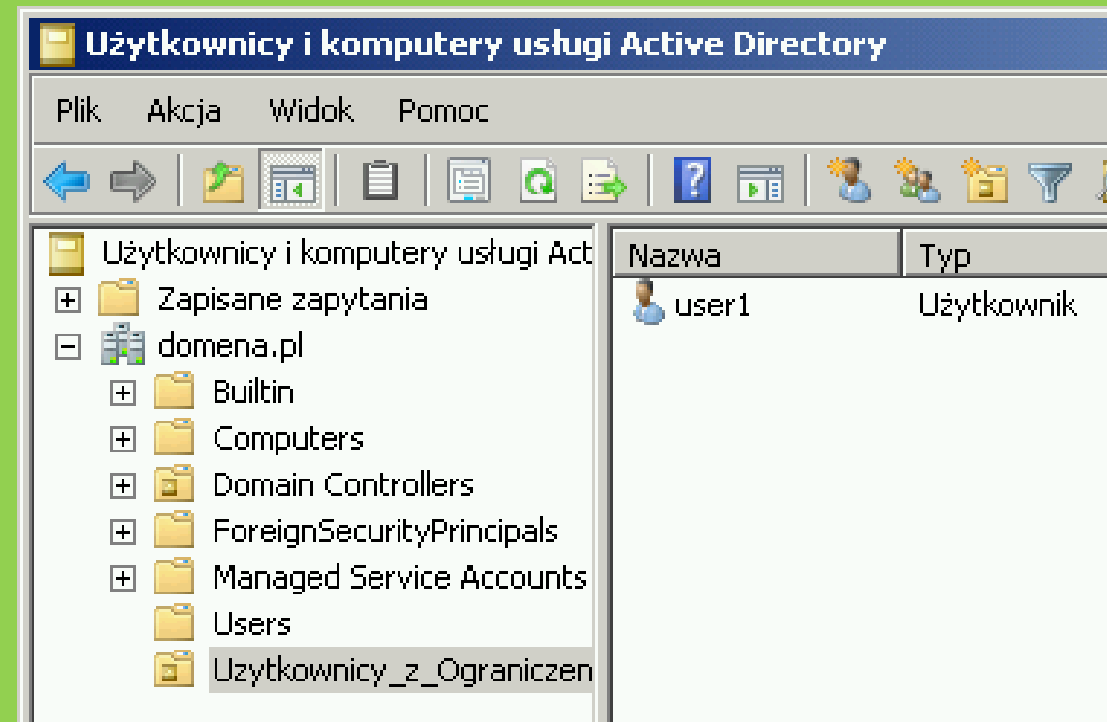 Użytkownicy i komputery usługi Active Directory
Plik Akcja Widok Pomoc
Użytkownicy i komputery usługi Act
Nazwa Typ
Zapisane zapytania
user1 Użytkownik
domena.pl
Builtin
Computers
Domain Controllers
ForeignSecurityPrincipals
Managed Service Accounts
Users
Uzytkownicy_z_Ograniczen